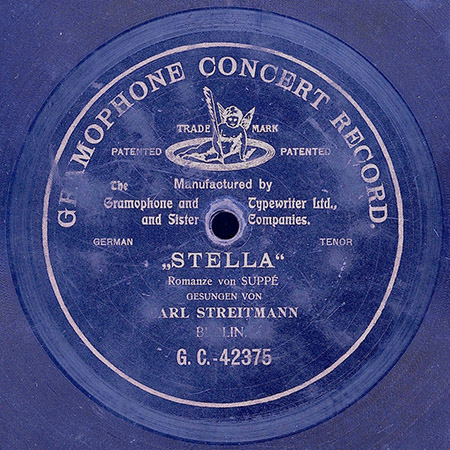 GRAMOPHONE CONCERT RECORD.
TRADE MARK
PATENTED PATENTED
Manufactured by
The Gramophone and Typewriter Ltd.,
and Sister Companies.
GERMAN TENOR
„STELLA“
Romanze von SUPPÉ
GESUNGEN VON
ARL STREITMANN
G. C.-42375